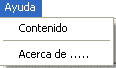 Ayuda
Contenido
Acerca de .....